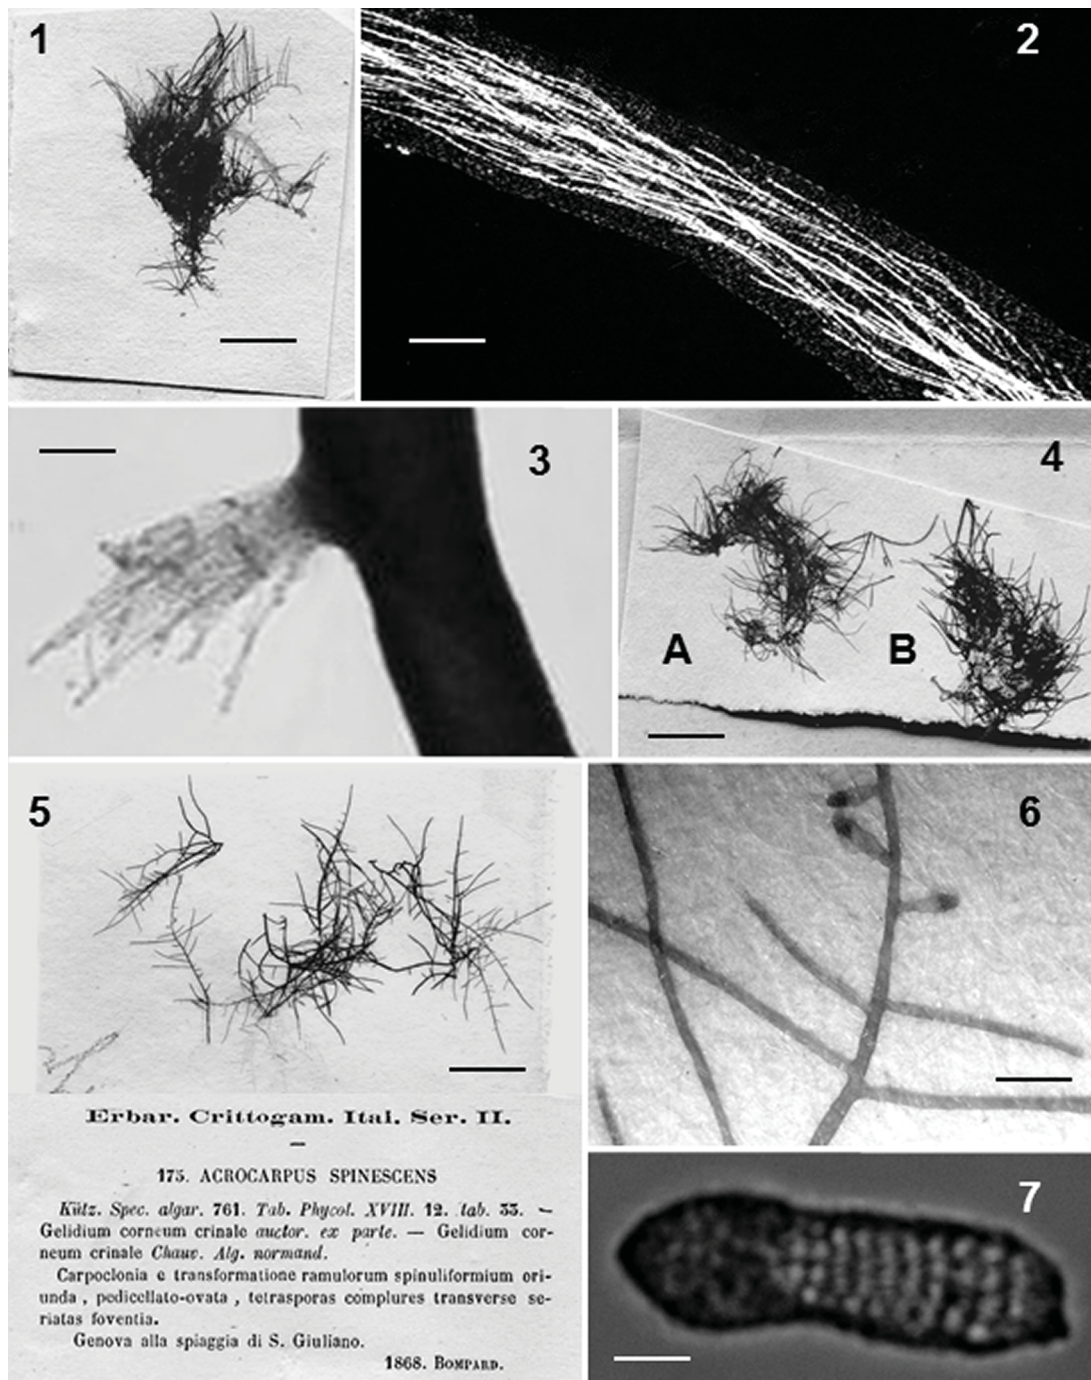 1
2
3
4
A
B
5
6
Erbar. Crittogam. Ital. Ser. II.
—
175. ACROCARPUS SPINESCENS
Kütz. Spec. algar. 761. Tab. Phycol. XVIII. 12. tab. 33. —
Gelidium corneum crinale auctor. ex parte. — Gelidium cor-
neum crinale Chauv. Alg. normand.
Carpoclonia e transformatione ramulorum spinuliformium ori-
unda, pedicellato-ovata, tetrasporas complures transverse se-
riatas foventia.
Genova alla spiaggia di S. Giuliano.
1868. BOMPARD.
7